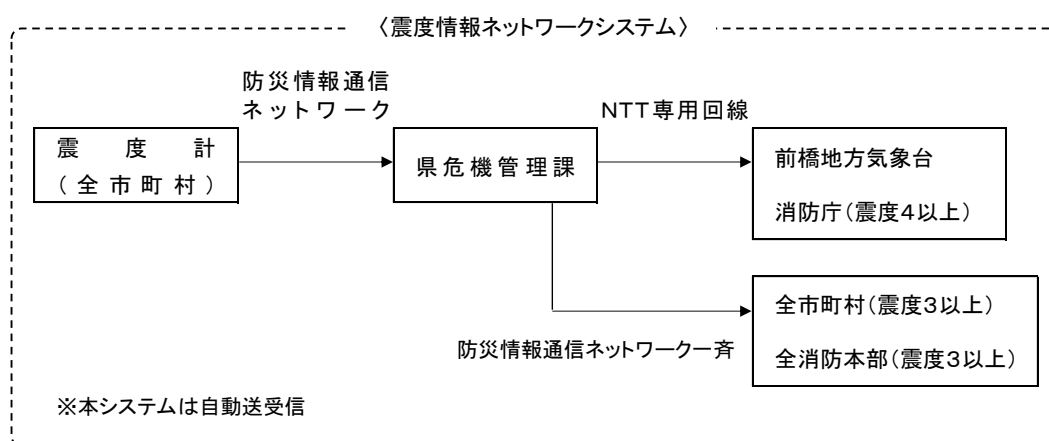 〈震度情報ネットワークシステム〉
防災情報通信
ネットワーク
NTT専用回線
震度計
(全市町村)
県危機管理課
前橋地方気象台
消防庁(震度4以上)
全市町村(震度3以上)
全消防本部(震度3以上)
防災情報通信ネットワーク一斉
※本システムは自動送受信